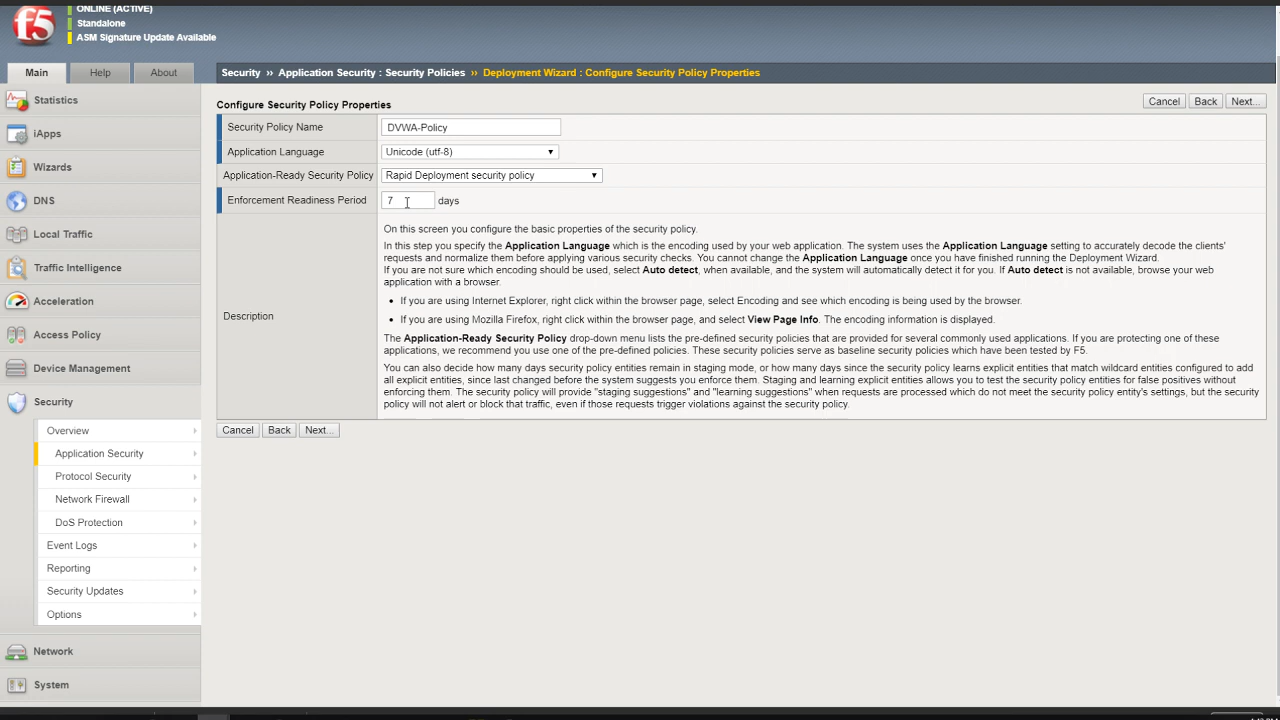 f5
ONLINE (ACTIVE)
Standalone
ASM Signature Update Available
Main Help About
Security ›› Application Security : Security Policies ›› Deployment Wizard : Configure Security Policy Properties
Statistics
iApps
Wizards
DNS
Local Traffic
Traffic Intelligence
Acceleration
Access Policy
Device Management
Security
Overview
Application Security
Protocol Security
Network Firewall
DoS Protection
Event Logs
Reporting
Security Updates
Options
Network
System
Configure Security Policy Properties
Cancel Back Next...
Security Policy Name DVWA-Policy
Application Language Unicode (utf-8)
Application-Ready Security Policy Rapid Deployment security policy
Enforcement Readiness Period 7 days
Description
On this screen you configure the basic properties of the security policy.
In this step you specify the Application Language which is the encoding used by your web application. The system uses the Application Language setting to accurately decode the clients'
requests and normalize them before applying various security checks. You cannot change the Application Language once you have finished running the Deployment Wizard.
If you are not sure which encoding should be used, select Auto detect, when available, and the system will automatically detect it for you. If Auto detect is not available, browse your web
application with a browser.
• If you are using Internet Explorer, right click within the browser page, select Encoding and see which encoding is being used by the browser.
• If you are using Mozilla Firefox, right click within the browser page, and select View Page Info. The encoding information is displayed.
The Application-Ready Security Policy drop-down menu lists the pre-defined security policies that are provided for several commonly used applications. If you are protecting one of these
applications, we recommend you use one of the pre-defined policies. These security policies serve as baseline security policies which have been tested by F5.
You can also decide how many days security policy entities remain in staging mode, or how many days since the security policy learns explicit entities that match wildcard entities configured to add
all explicit entities, since last changed before the system suggests you enforce them. Staging and learning explicit entities allows you to test the security policy entities for false positives without
enforcing them. The security policy will provide "staging suggestions" and "learning suggestions" when requests are processed which do not meet the security policy entity's settings, but the security
policy will not alert or block that traffic, even if those requests trigger violations against the security policy.
Cancel Back Next...